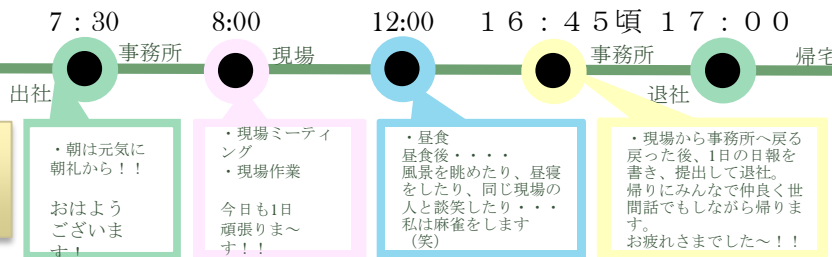 7：30
8:00
12:00
１６：４５頃
１７：００
事務所
現場
事務所
帰宅
出社
退社
・朝は元気に
朝礼から！！
おはよう
ございま
す！
・現場ミーティ
ング
・現場作業
今日も1日
頑張りま～
す！！
・昼食
昼食後・・・・
風景を眺めたり、昼寝
をしたり、同じ現場の
人と談笑したり・・・
私は麻雀をします
（笑）
・現場から事務所へ戻る
戻った後、1日の日報を
書き、提出して退社。
帰りにみんなで仲良く世
間話でもしながら帰りま
す。
お疲れさまでした～！！